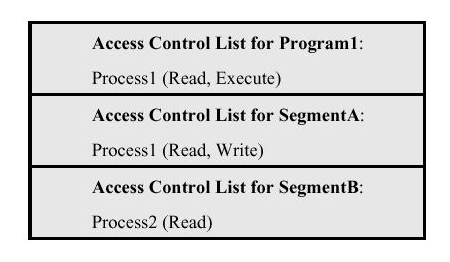 Access Control List for Program1:
Process1 (Read, Execute)
Access Control List for SegmentA:
Process1 (Read, Write)
Access Control List for SegmentB:
Process2 (Read)